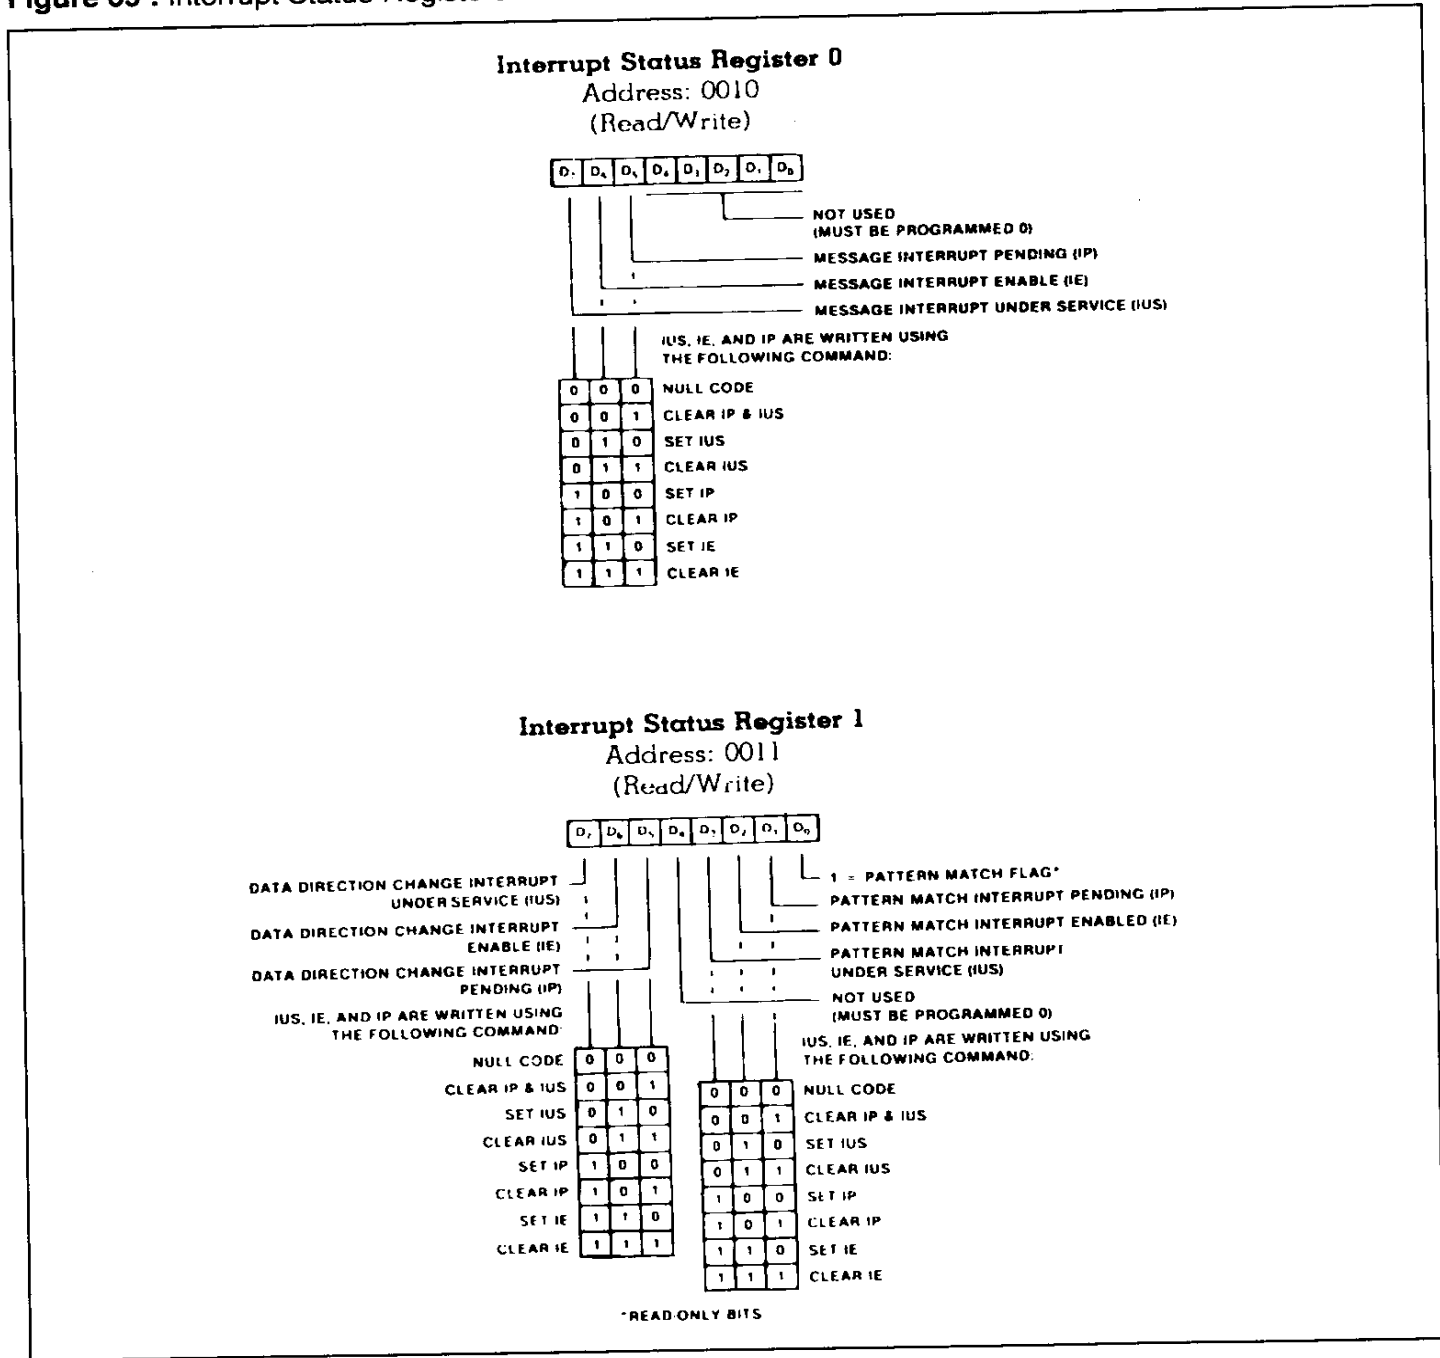 Figure 63 : Interrupt Status Registe
Interrupt Status Register 0
Address: 0010
(Read/Write)
D7 D6 D5 D4 D3 D2 D1 D0
NOT USED
(MUST BE PROGRAMMED 0)
MESSAGE INTERRUPT PENDING (IP)
MESSAGE INTERRUPT ENABLE (IE)
MESSAGE INTERRUPT UNDER SERVICE (IUS)
IUS, IE, AND IP ARE WRITTEN USING
THE FOLLOWING COMMAND:
0 0 0 NULL CODE
0 0 1 CLEAR IP & IUS
0 1 0 SET IUS
0 1 1 CLEAR IUS
1 0 0 SET IP
1 0 1 CLEAR IP
1 1 0 SET IE
1 1 1 CLEAR IE
Interrupt Status Register 1
Address: 0011
(Read/Write)
D7 D6 D5 D4 D3 D2 D1 D0
DATA DIRECTION CHANGE INTERRUPT
UNDER SERVICE (IUS)
DATA DIRECTION CHANGE INTERRUPT
ENABLE (IE)
DATA DIRECTION CHANGE INTERRUPT
PENDING (IP)
IUS, IE, AND IP ARE WRITTEN USING
THE FOLLOWING COMMAND:
NULL CODE 0 0 0
CLEAR IP & IUS 0 0 1
SET IUS 0 1 0
CLEAR IUS 0 1 1
SET IP 1 0 0
CLEAR IP 1 0 1
SET IE 1 1 0
CLEAR IE 1 1 1
1 = PATTERN MATCH FLAG*
PATTERN MATCH INTERRUPT PENDING (IP)
PATTERN MATCH INTERRUPT ENABLED (IE)
PATTERN MATCH INTERRUPT
UNDER SERVICE (IUS)
NOT USED
(MUST BE PROGRAMMED 0)
IUS, IE, AND IP ARE WRITTEN USING
THE FOLLOWING COMMAND:
0 0 0 NULL CODE
0 0 1 CLEAR IP & IUS
0 1 0 SET IUS
0 1 1 CLEAR IUS
1 0 0 SET IP
1 0 1 CLEAR IP
1 1 0 SET IE
1 1 1 CLEAR IE
*READ-ONLY BITS